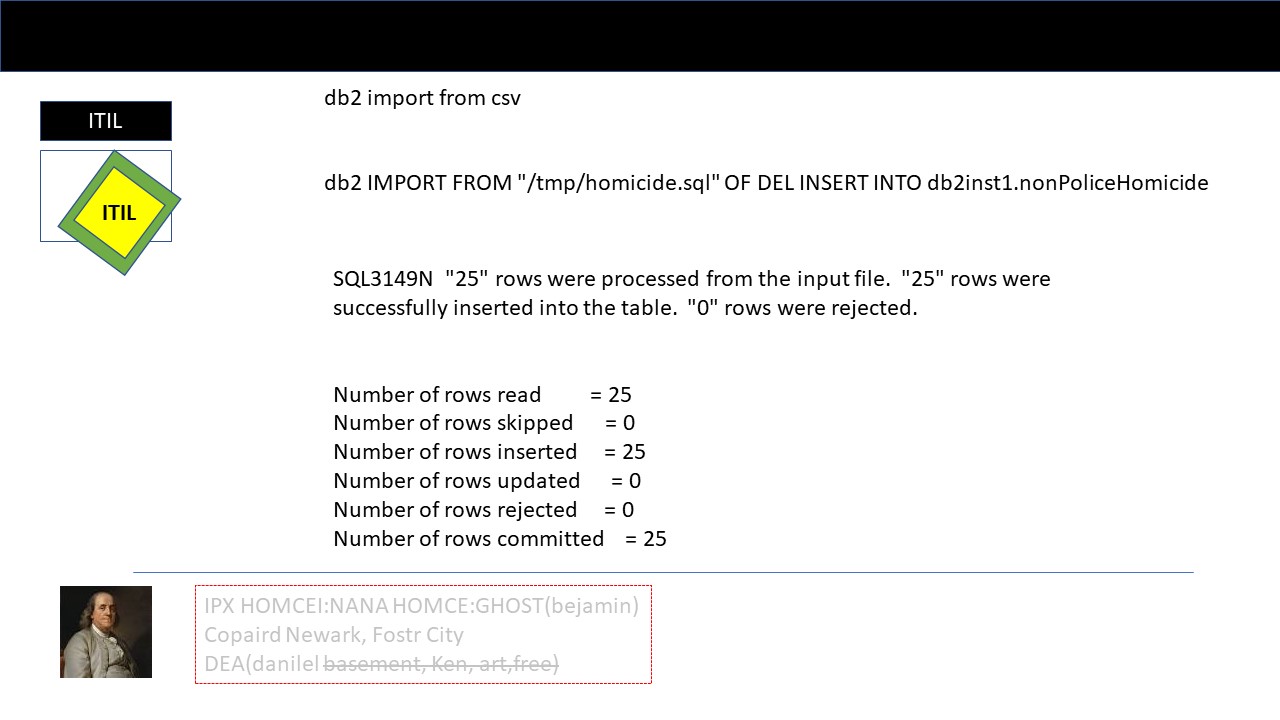 ITIL
ITIL
db2 import from csv
db2 IMPORT FROM "/tmp/homicide.sql" OF DEL INSERT INTO db2inst1.nonPoliceHomicide
SQL3149N "25" rows were processed from the input file. "25" rows were
successfully inserted into the table. "0" rows were rejected.
Number of rows read = 25
Number of rows skipped = 0
Number of rows inserted = 25
Number of rows updated = 0
Number of rows rejected = 0
Number of rows committed = 25
IPX HOMCEI:NANA HOMCE:GHOST(bejamin)
Copaird Newark, Fostr City
DEA(danilel basement, Ken, art,free)